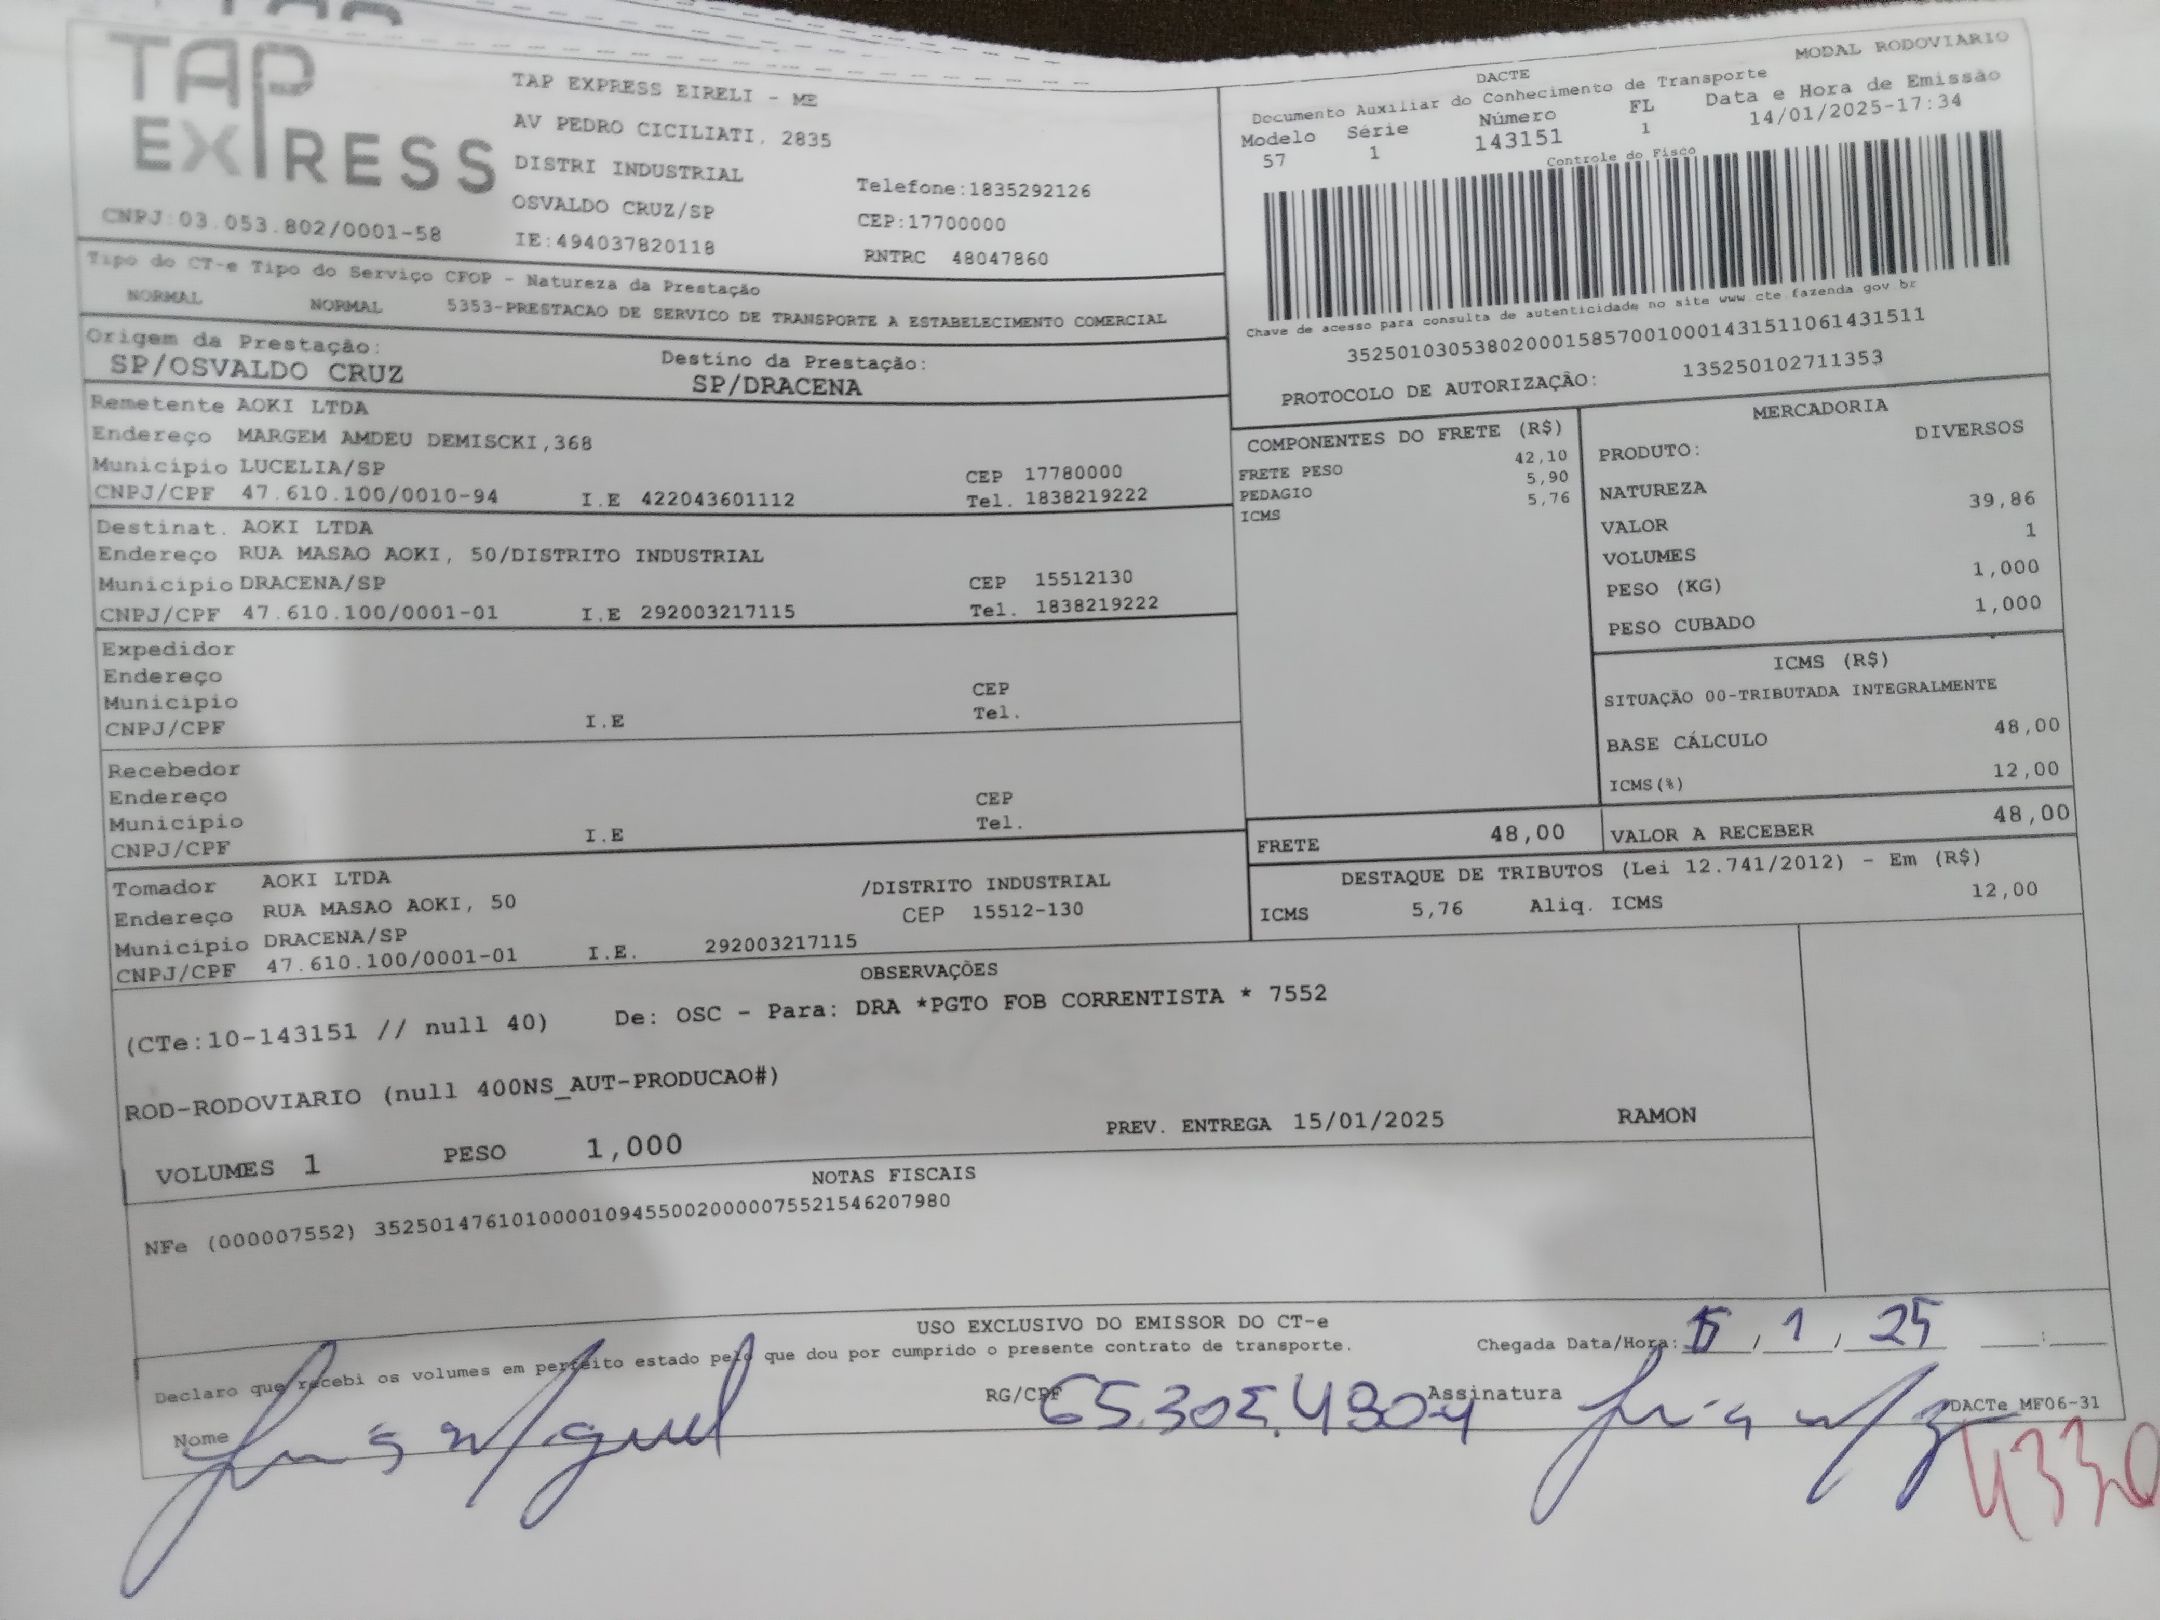 TAP
EXPRESS
CNPJ:03.053.802/0001-58
TAP EXPRESS EIRELI - ME
AV PEDRO CICILIATI, 2835
DISTRI INDUSTRIAL
OSVALDO CRUZ/SP
IE:494037820118
Telefone:1835292126
CEP:17700000
RNTRC 48047860
MODAL RODOVIARIO
DACTE
Documento Auxiliar do Conhecimento de Transporte
Modelo Série Número FL Data e Hora de Emissão
57 1 143151 1 14/01/2025-17:34
Controle do Fisco
Chave de acesso para consulta de autenticidade no site www.cte.fazenda.gov.br
35250103053802000158570010001431511061431511
PROTOCOLO DE AUTORIZAÇÃO: 135250102711353
Tipo do CT-e Tipo do Serviço CFOP - Natureza da Prestação
NORMAL NORMAL 5353-PRESTACAO DE SERVICO DE TRANSPORTE A ESTABELECIMENTO COMERCIAL
Origem da Prestação: Destino da Prestação:
SP/OSVALDO CRUZ SP/DRACENA
Remetente AOKI LTDA
Endereço MARGEM AMDEU DEMISCKI,368
Município LUCELIA/SP CEP 17780000
CNPJ/CPF 47.610.100/0010-94 I.E 422043601112 Tel. 1838219222
Destinat. AOKI LTDA
Endereço RUA MASAO AOKI, 50/DISTRITO INDUSTRIAL
Município DRACENA/SP CEP 15512130
CNPJ/CPF 47.610.100/0001-01 I.E 292003217115 Tel. 1838219222
Expedidor
Endereço
Município CEP
CNPJ/CPF I.E Tel.
Recebedor
Endereço
Município CEP
CNPJ/CPF I.E Tel.
Tomador AOKI LTDA
Endereço RUA MASAO AOKI, 50 /DISTRITO INDUSTRIAL
Município DRACENA/SP CEP 15512-130
CNPJ/CPF 47.610.100/0001-01 I.E. 292003217115
COMPONENTES DO FRETE (R$)
FRETE PESO 42,10
PEDAGIO 5,90
ICMS 5,76
MERCADORIA
PRODUTO: DIVERSOS
NATUREZA
VALOR 39,86
VOLUMES 1
PESO (KG) 1,000
PESO CUBADO 1,000
ICMS (R$)
SITUAÇÃO 00-TRIBUTADA INTEGRALMENTE
BASE CÁLCULO 48,00
ICMS(%) 12,00
FRETE 48,00 VALOR A RECEBER 48,00
DESTAQUE DE TRIBUTOS (Lei 12.741/2012) - Em (R$)
ICMS 5,76 Aliq. ICMS 12,00
OBSERVAÇÕES
(CTe:10-143151 // null 40) De: OSC - Para: DRA *PGTO FOB CORRENTISTA * 7552
ROD-RODOVIARIO (null 400NS_AUT-PRODUCAO#)
VOLUMES 1 PESO 1,000 PREV. ENTREGA 15/01/2025 RAMON
NOTAS FISCAIS
NFe (000007552) 35250147610100001094550020000075521546207980
USO EXCLUSIVO DO EMISSOR DO CT-e
Declaro que recebi os volumes em perfeito estado pelo que dou por cumprido o presente contrato de transporte.
Chegada Data/Hora: / 1 / 25 :
Nome RG/CPF Assinatura
DACTe MF06-31
4330